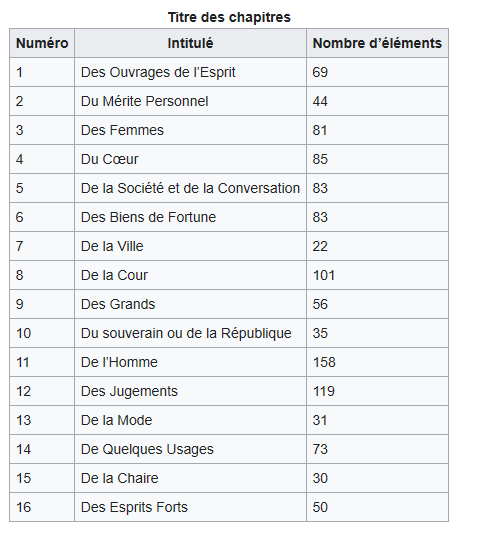 Titre des chapitres
Numéro Intitulé Nombre d’éléments
1 Des Ouvrages de l’Esprit 69
2 Du Mérite Personnel 44
3 Des Femmes 81
4 Du Cœur 85
5 De la Société et de la Conversation 83
6 Des Biens de Fortune 83
7 De la Ville 22
8 De la Cour 101
9 Des Grands 56
10 Du souverain ou de la République 35
11 De l’Homme 158
12 Des Jugements 119
13 De la Mode 31
14 De Quelques Usages 73
15 De la Chaire 30
16 Des Esprits Forts 50